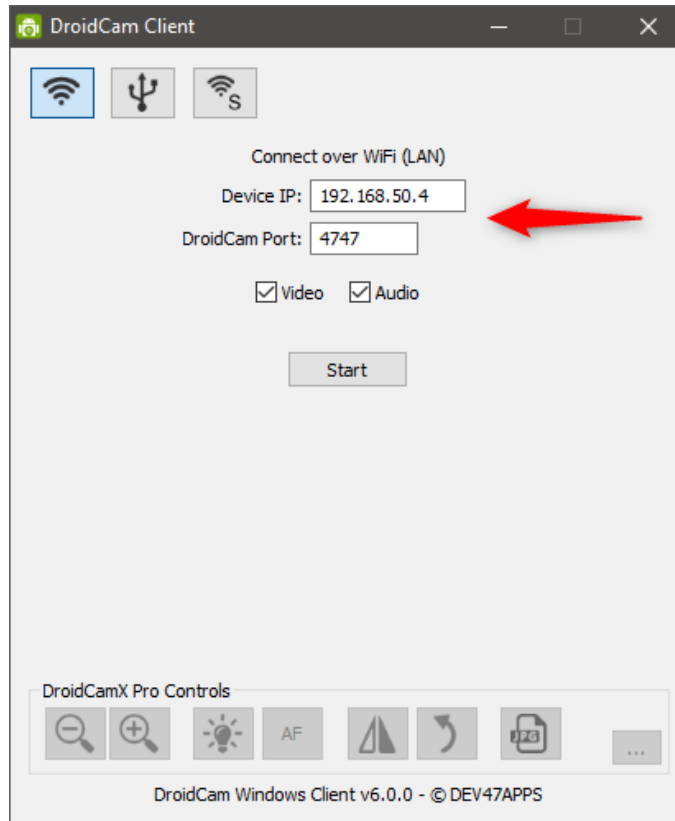 DroidCam Client
S
Connect over WiFi (LAN)
Device IP: 192.168.50.4
DroidCam Port: 4747
Video Audio
Start
DroidCamX Pro Controls
AF JPG ...
DroidCam Windows Client v6.0.0 - © DEV47APPS